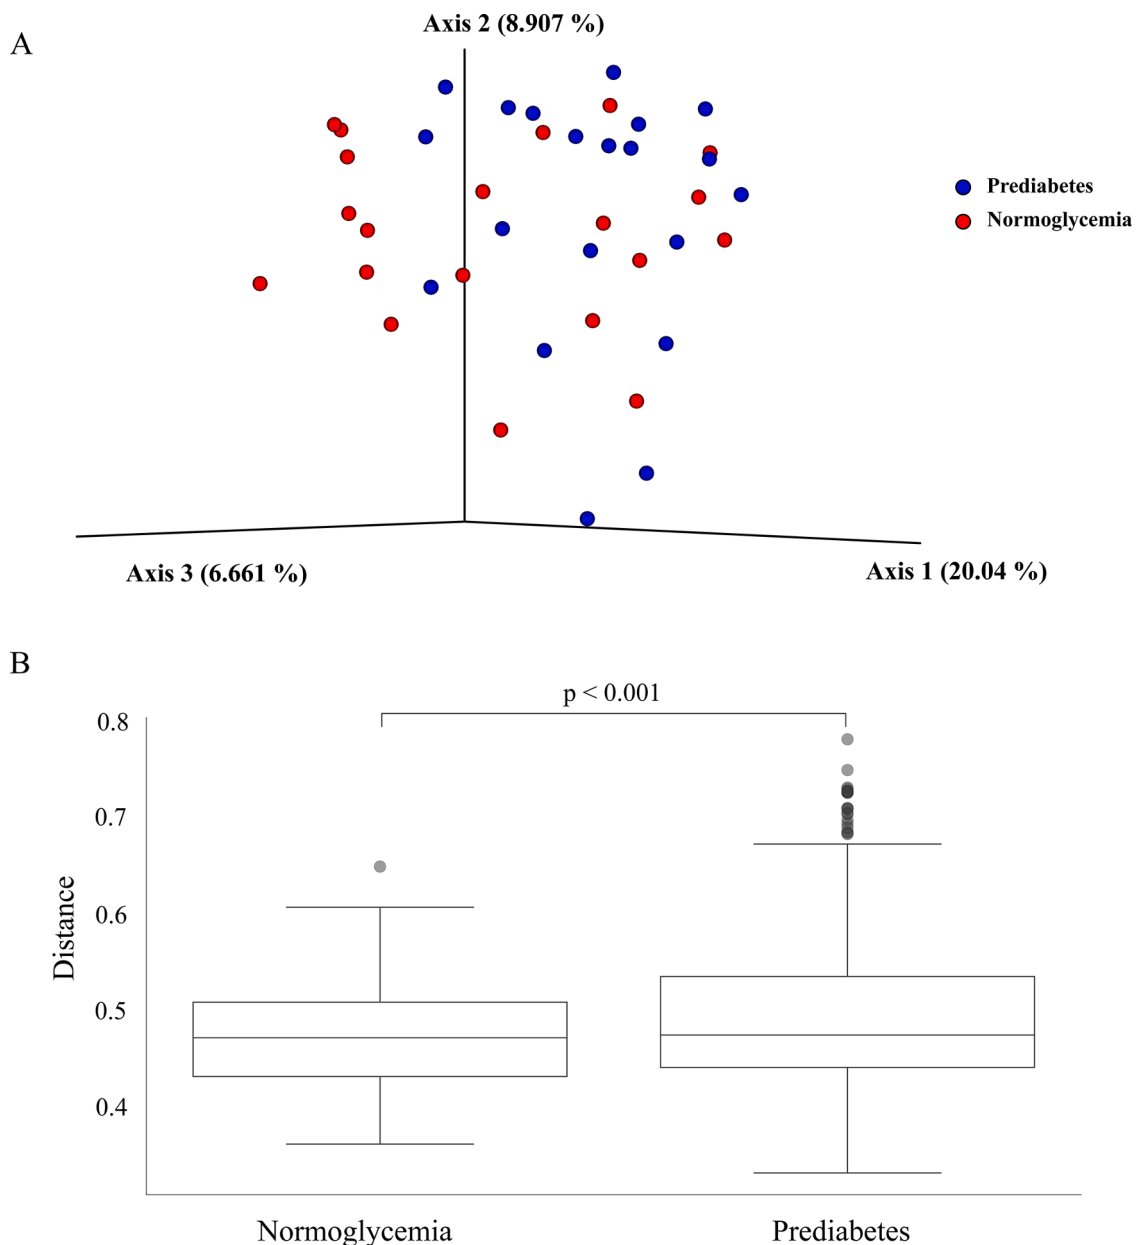 Axis 2 (8.907 %)
A
Prediabetes
Normoglycemia
Axis 3 (6.661 %)
Axis 1 (20.04 %)
B
p < 0.001
0.8
0.7
0.6
0.5
0.4
Distance
Normoglycemia
Prediabetes